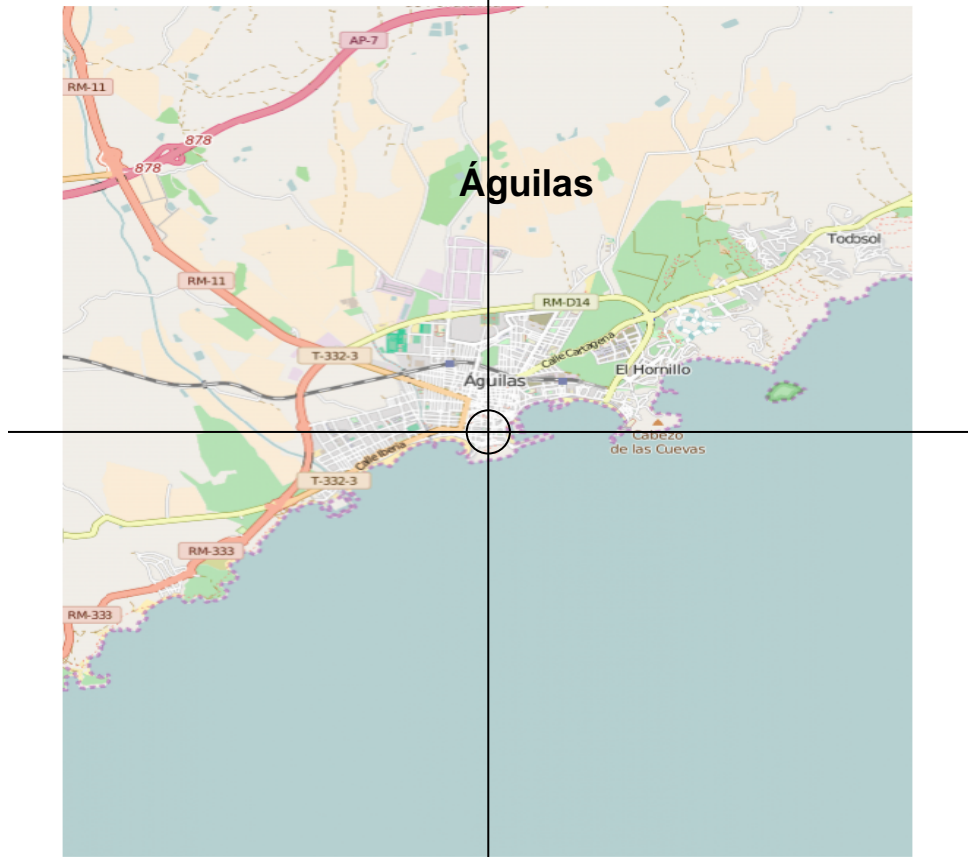 AP-7
RM-11
878
878
Águilas
Todosol
RM-11
RM-D14
Calle Cartagena
T-332-3
El Hornillo
Águilas
Cabezo
de las Cuevas
Calle Iberia
T-332-3
RM-333
RM-333